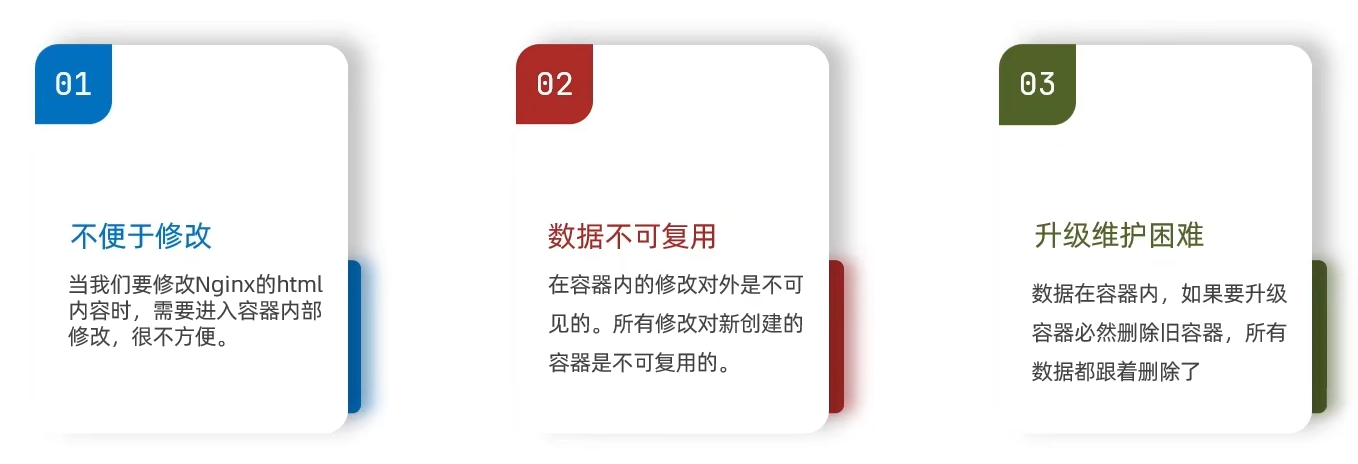 01
不便于修改
当我们要修改Nginx的html
内容时，需要进入容器内部
修改，很不方便。
02
数据不可复用
在容器内的修改对外是不可
见的。所有修改对新创建的
容器是不可复用的。
03
升级维护困难
数据在容器内，如果要升级
容器必然删除旧容器，所有
数据都跟着删除了